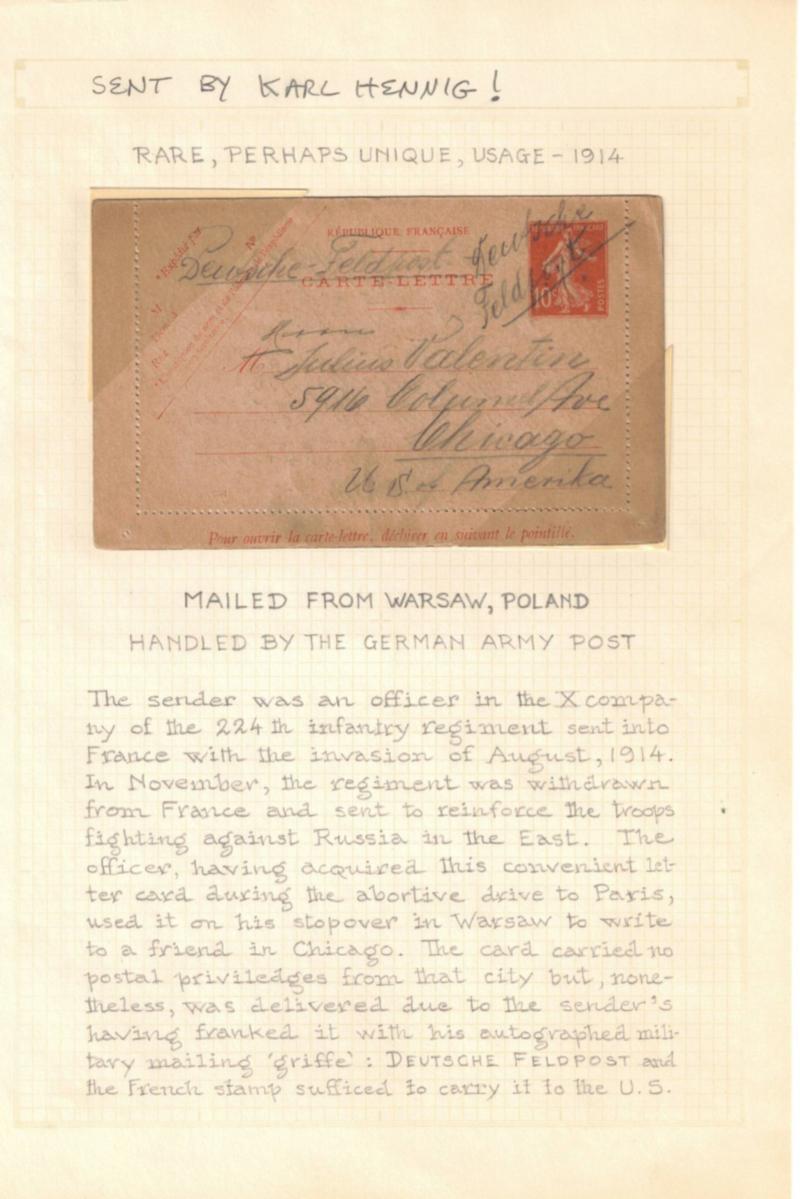 SENT BY KARL HENNIG!
RARE, PERHAPS UNIQUE, USAGE - 1914
RÉPUBLIQUE FRANÇAISE
Deutsche-Feldpost
Deutsche
Feldpost
CARTE-LETTRE
10
POSTES
Herrn
M Julius Valentin
5916 Ave
Chicago
U S of Amerika
Pour ouvrir la carte-lettre, déchirer en suivant le pointillé.
MAILED FROM WARSAW, POLAND
HANDLED BY THE GERMAN ARMY POST
The sender was an officer in the X compa-
ny of the 224th infantry regiment sent into
France with the invasion of August, 1914.
In November, the regiment was withdrawn
from France and sent to reinforce the troops
fighting against Russia in the East. The
officer, having acquired this convenient let-
ter card during the abortive drive to Paris,
used it on his stopover in Warsaw to write
to a friend in Chicago. The card carried no
postal priviledges from that city but, none-
theless, was delivered due to the sender's
having franked it with his autographed mili-
tary mailing 'griffe': DEUTSCHE FELDPOST and
the French stamp sufficed to carry it to the U.S.